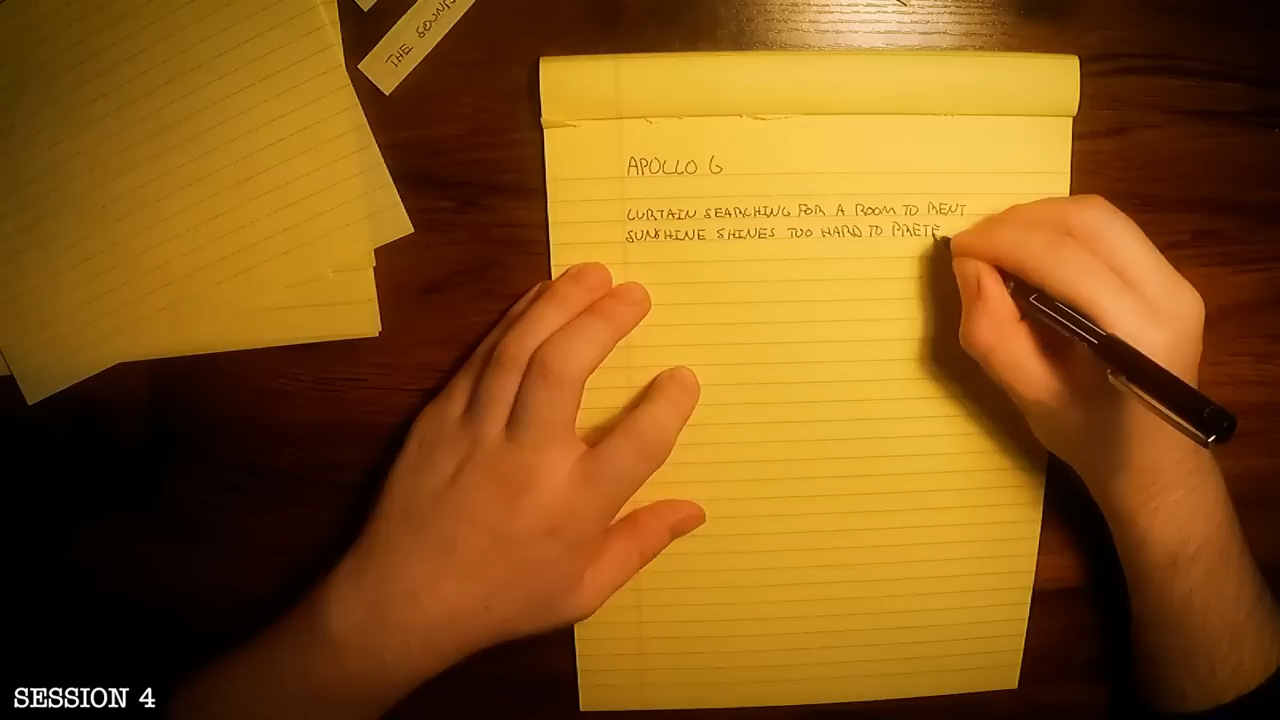 THE SOUN
APOLLO 6
CURTAIN SEARCHING FOR A ROOM TO RENT
SUNSHINE SHINES TOO HARD TO PRETE
SESSION 4